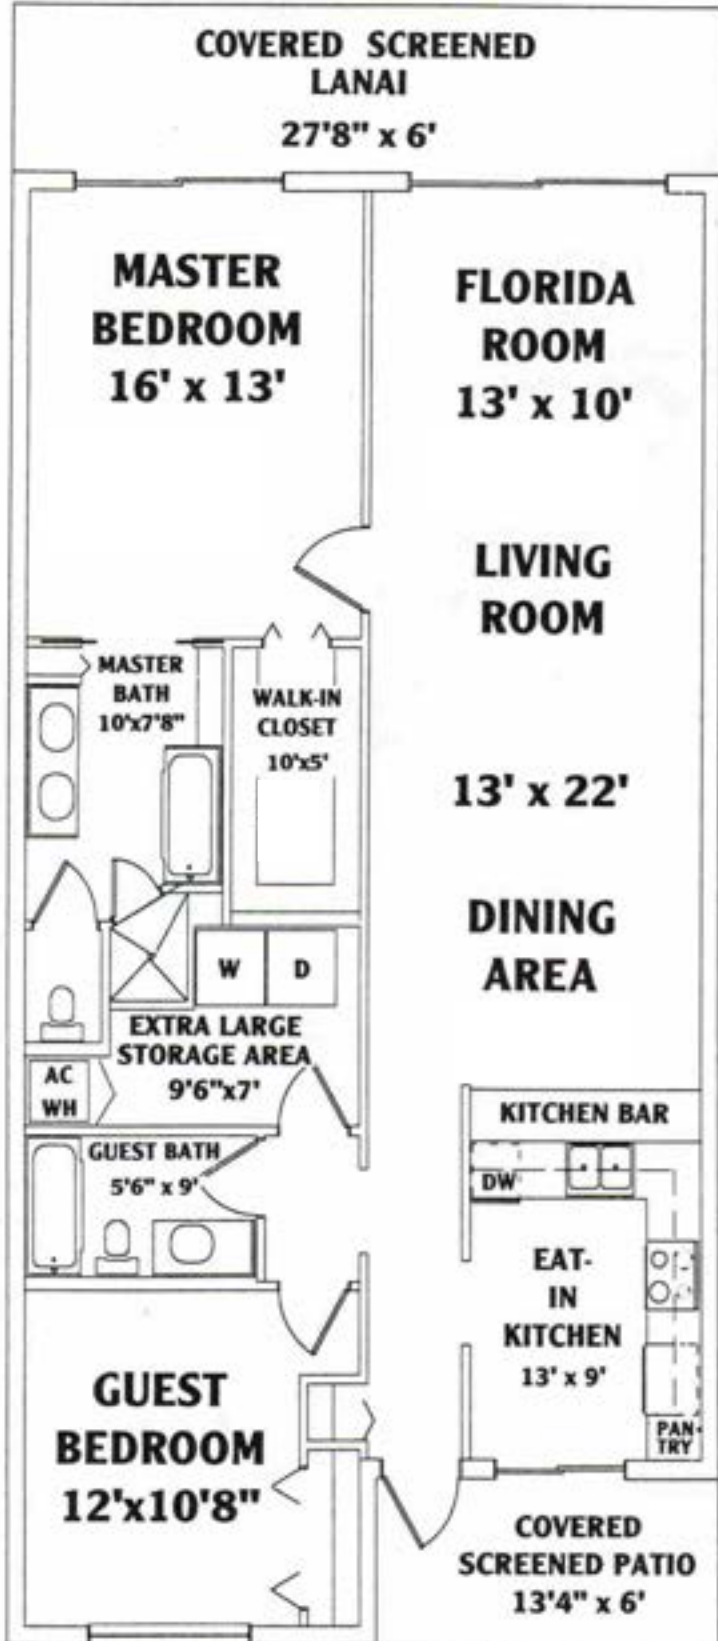 COVERED SCREENED
LANAI
27'8" x 6'
MASTER
BEDROOM
16' x 13'
FLORIDA
ROOM
13' x 10'
LIVING
ROOM
13' x 22'
DINING
AREA
MASTER
BATH
10'x7'8"
WALK-IN
CLOSET
10'x5'
W
D
EXTRA LARGE
STORAGE AREA
9'6"x7'
AC
WH
KITCHEN BAR
GUEST BATH
5'6" x 9'
DW
EAT-
IN
KITCHEN
13' x 9'
PAN-
TRY
GUEST
BEDROOM
12'x10'8"
COVERED
SCREENED PATIO
13'4" x 6'